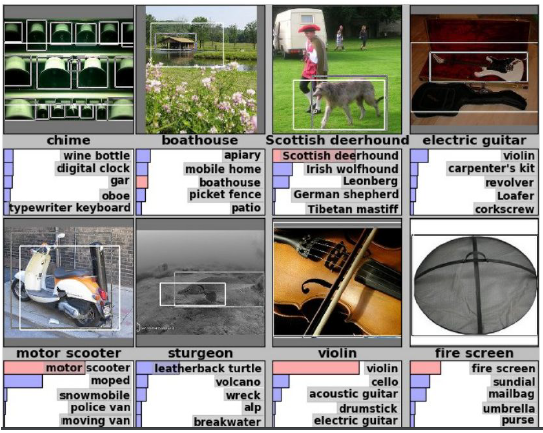 chime
boathouse
Scottish deerhound
electric guitar
wine bottle
digital clock
gar
oboe
typewriter keyboard
apiary
mobile home
boathouse
picket fence
patio
Scottish deerhound
Irish wolfhound
Leonberg
German shepherd
Tibetan mastiff
violin
carpenter's kit
revolver
Loafer
corkscrew
motor scooter
sturgeon
violin
fire screen
motor scooter
moped
snowmobile
police van
moving van
leatherback turtle
volcano
wreck
alp
breakwater
violin
cello
acoustic guitar
drumstick
electric guitar
fire screen
sundial
mailbag
umbrella
purse